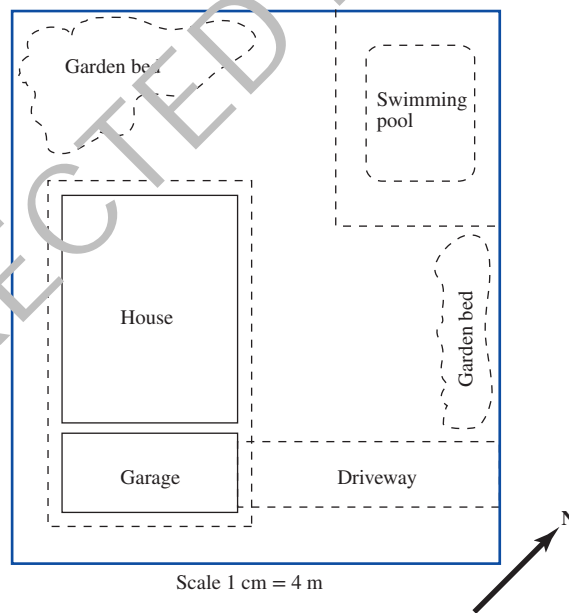 Garden bed
Swimming
pool
House
Garden bed
Garage
Driveway
N
Scale 1 cm = 4 m